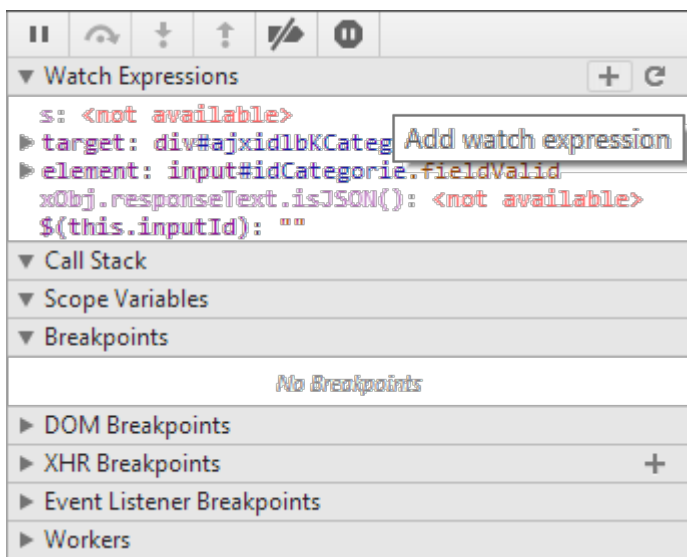 Watch Expressions
s: <not available>
target: div#ajxidlbKCateg
Add watch expression
element: input#idCategorie.fieldValid
xObj.responseText.isJSON(): <not available>
$(this.inputId): ""
Call Stack
Scope Variables
Breakpoints
No Breakpoints
DOM Breakpoints
XHR Breakpoints
Event Listener Breakpoints
Workers